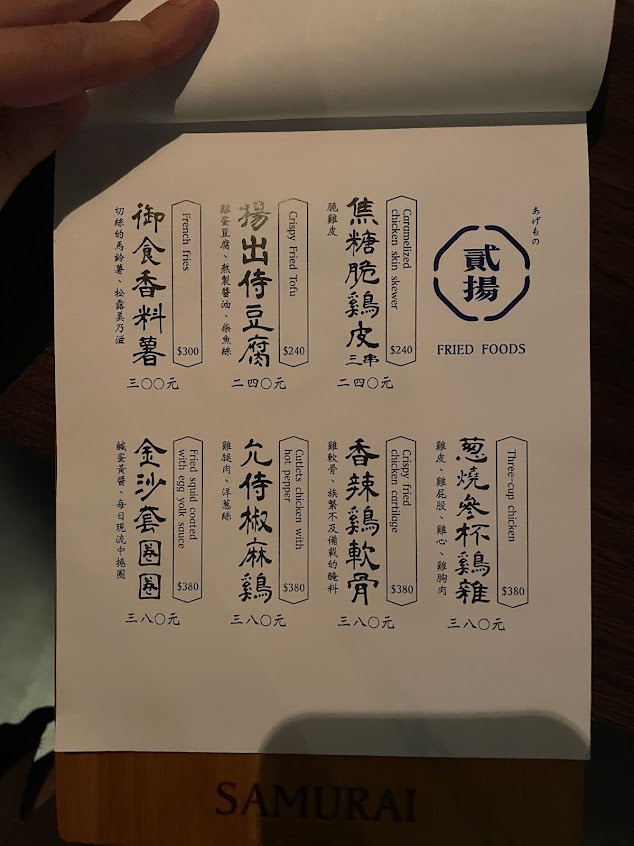 あげもの
貳揚
FRIED FOODS
Caramelized
chicken skin skewer
$240
焦糖脆鷄皮三串
脆雞皮
二四〇元
Crispy Fried Tofu
$240
揚出侍豆腐
雞蛋豆腐、熬製醬油、柴魚絲
二四〇元
French fries
$300
御食香料薯
切絲的馬鈴薯、松露美乃滋
三〇〇元
Three-cup chicken
$380
蔥燒參杯鷄雜
雞皮、雞屁股、雞心、雞胸肉
三八〇元
Crispy fried
chicken cartilage
$380
香辣鷄軟骨
雞軟骨、族繁不及備載的醃料
三八〇元
Cutlets chicken with
hot pepper
$380
允侍椒麻鷄
雞腿肉、洋蔥絲
三八〇元
Fried squid coated
with egg yolk sauce
$380
金沙套圈圈
鹹蛋黃醬、每日現流中捲圈
三八〇元
SAMURAI